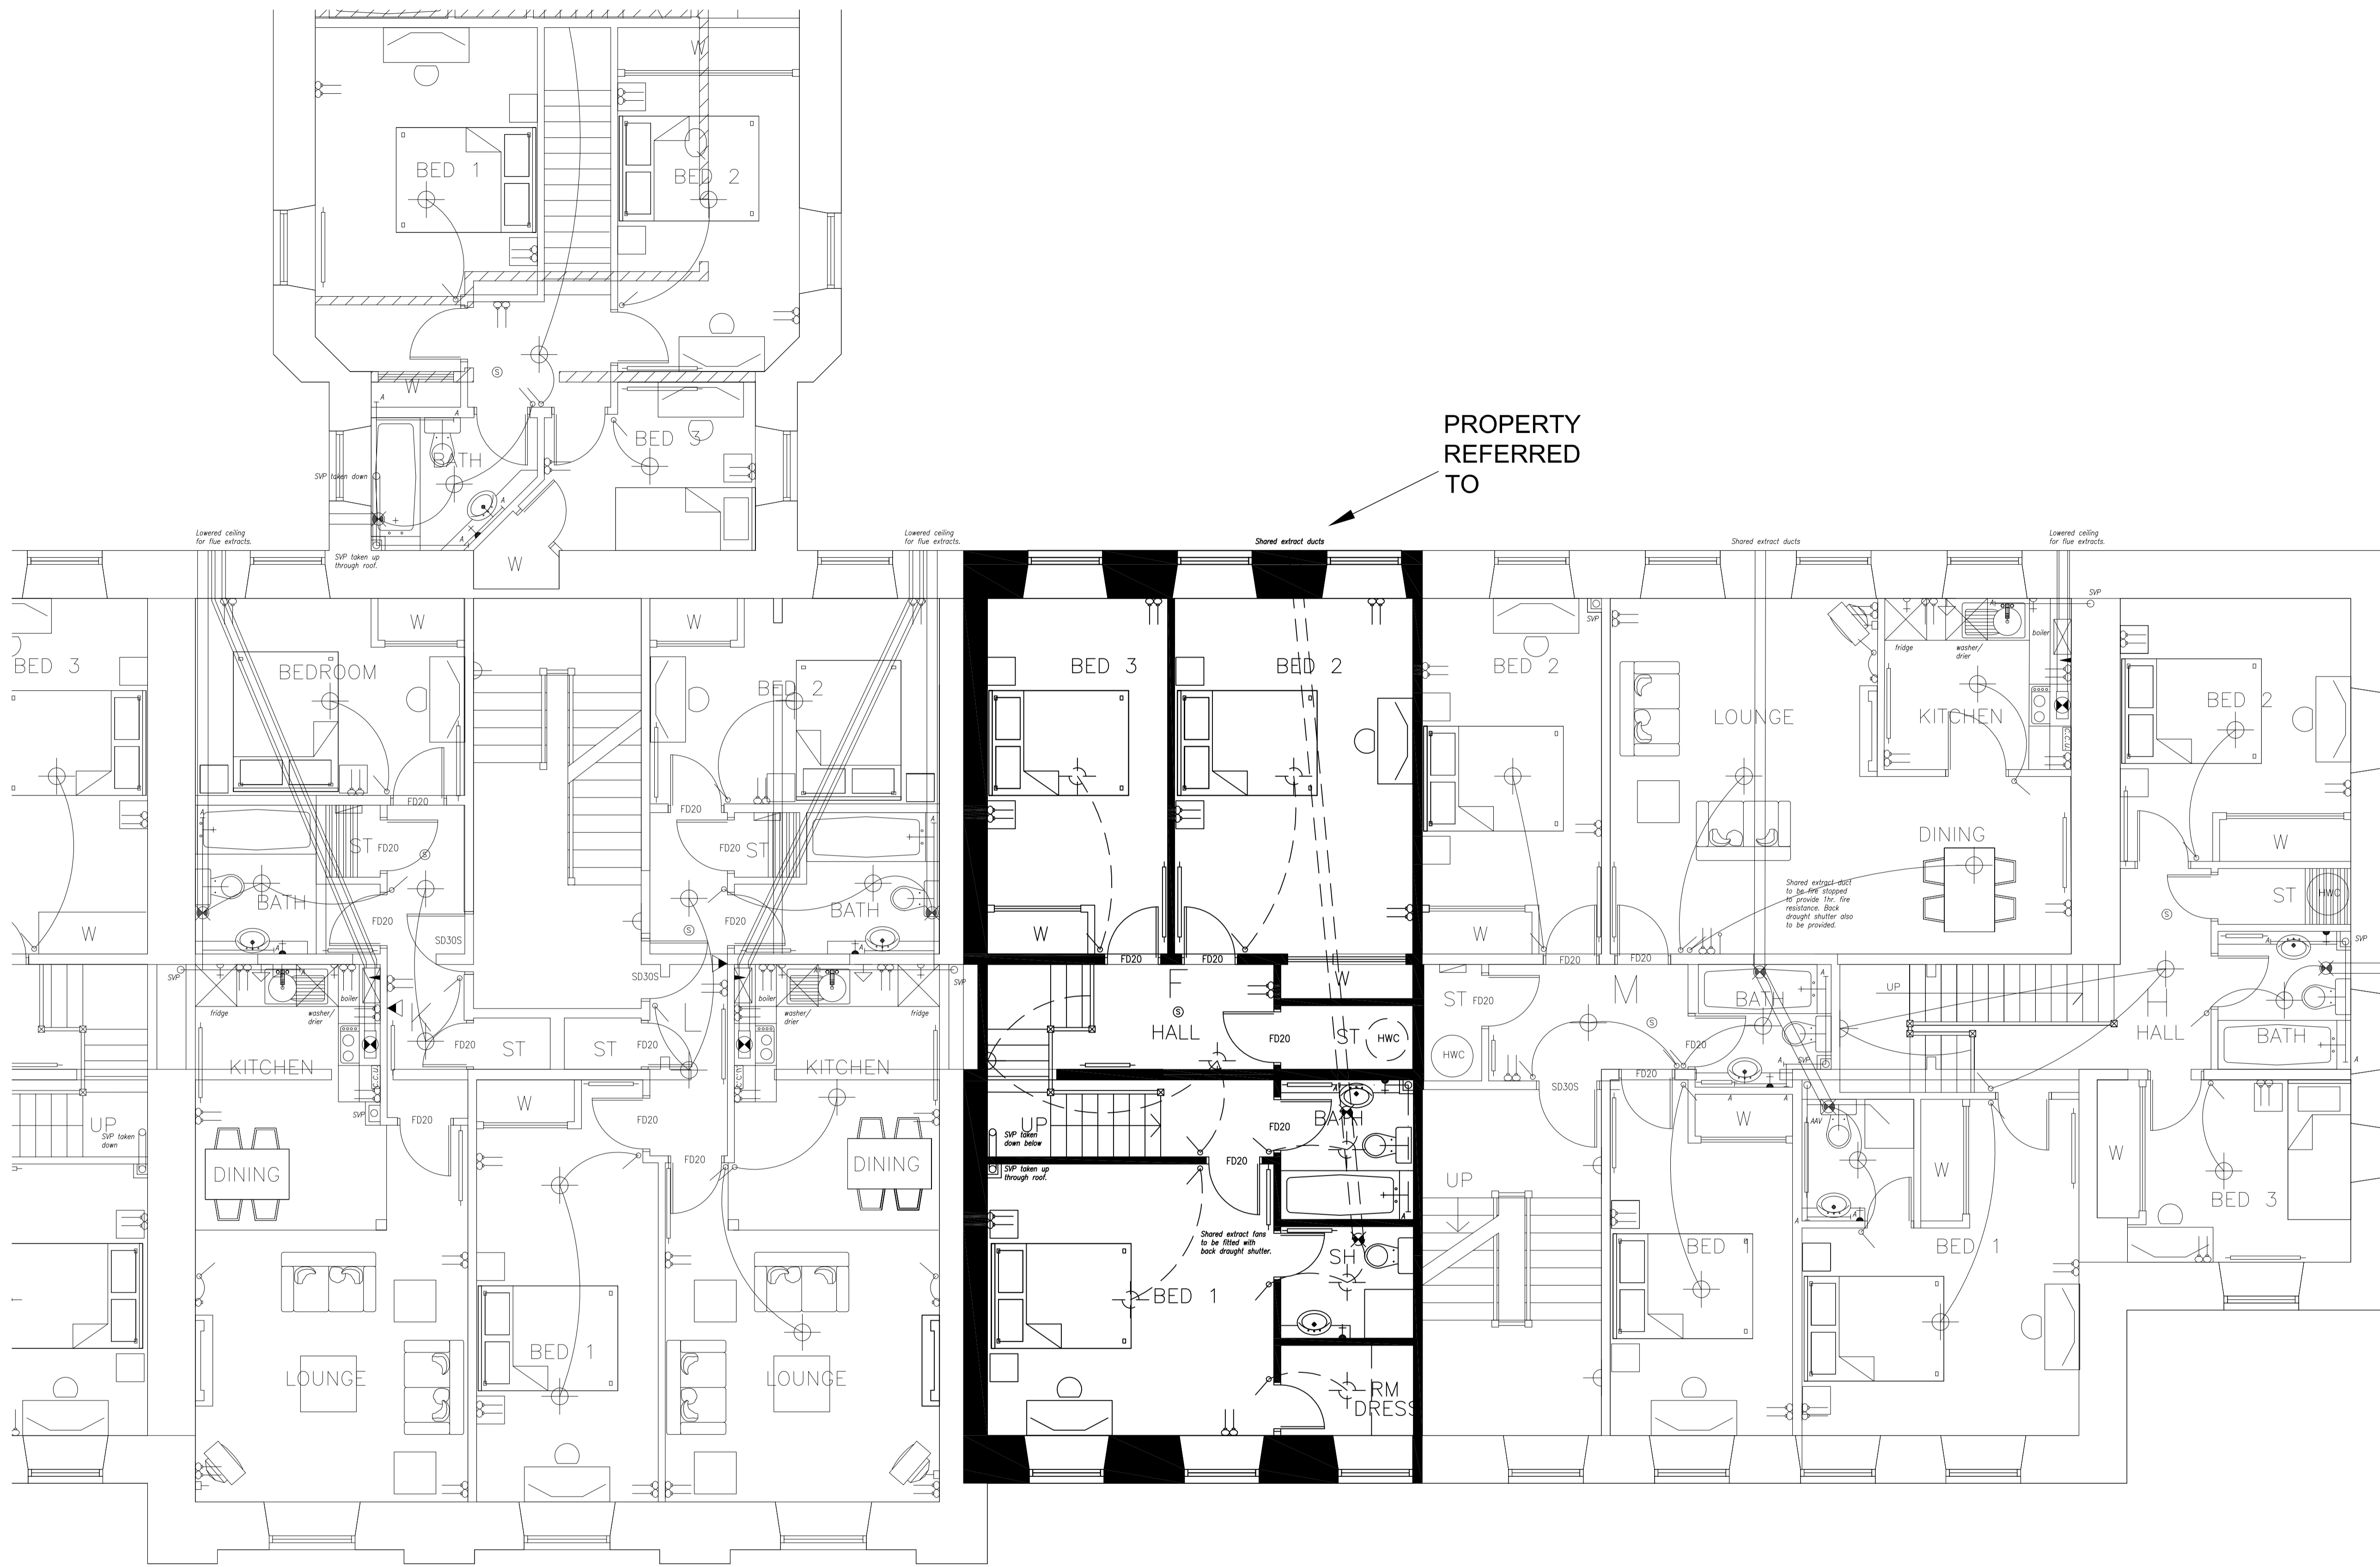 W
BED 1
BED 2
S
W
A
A
BED 3
BATH
SVP taken down
A
A
W
SVP taken up
through roof.
PROPERTY
REFERRED
TO
Lowered ceiling
for flue extracts.
Lowered ceiling
for flue extracts.
Shared extract ducts
Shared extract ducts
Lowered ceiling
for flue extracts.
BED 3
W
BEDROOM
FD20
ST
FD20
S
A
BATH
FD20
SD30S
A
W
BED 2
FD20
FD20
ST
A
FD20
BATH
S
SD30S
A
BED 3
BED 2
W
FD20
FD20
W
SVP
BED 2
W
FD20
FD20
LOUNGE
KITCHEN
A
boiler
fridge
washer/
drier
SVP
DINING
Shared extract duct
to be fire stopped
to provide 1hr. fire
resistance. Back
draught shutter also
to be provided.
BED 2
W
ST
HWC
S
A
A
BATH
A
SVP
SVP
A
fridge
washer/
drier
boiler
KITCHEN
L
FD20
ST
ST
FD20
boiler
washer/
drier
A
fridge
SVP
KITCHEN
UP
SVP taken
down
SVP
FD20
W
FD20
FD20
DINING
DINING
LOUNGE
BED 1
LOUNGE
F
S
HALL
FD20
ST
HWC
UP
SVP taken
down below
SVP taken up
through roof.
FD20
FD20
BATH
A
Shared extract fans
to be fitted with
back draught shutter.
SH
BED 1
RM
DRESS
ST
FD20
HWC
M
S
SD30S
FD20
FD20
BATH
A
A
SVP
A
A
W
UP
UP
BED 1
AAV
A
A
W
BED 1
H
HALL
W
BED 3